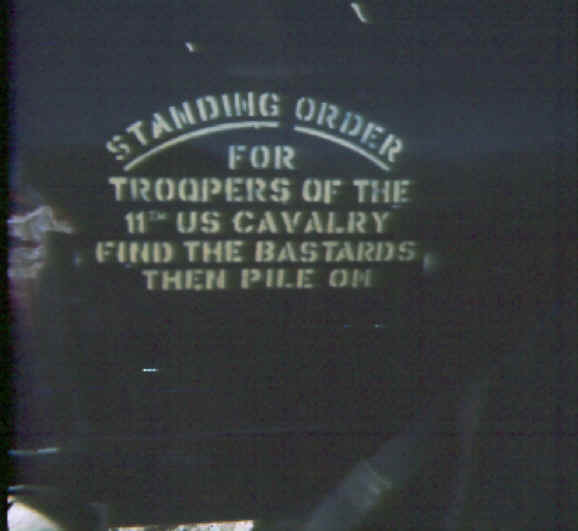 STANDING ORDER
FOR
TROOPERS OF THE
11TH US CAVALRY
FIND THE BASTARDS
THEN PILE ON